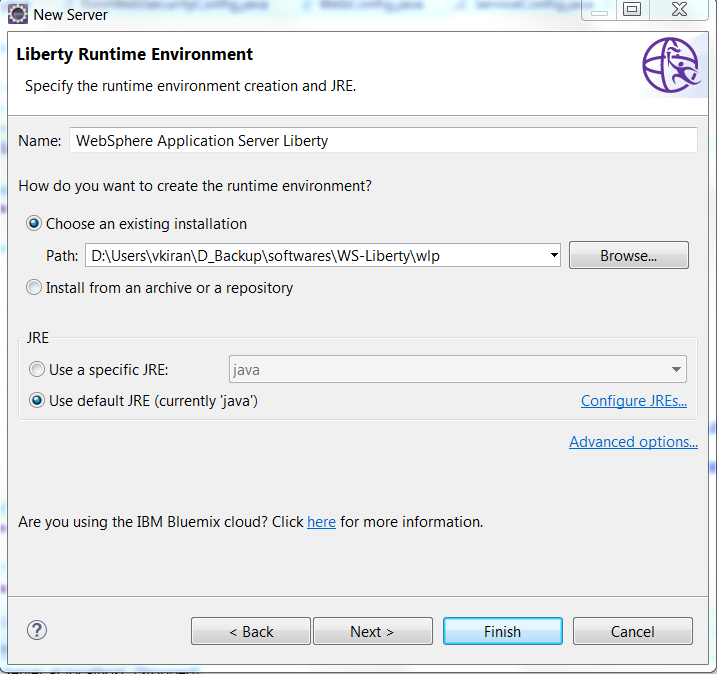 New Server
Liberty Runtime Environment
Specify the runtime environment creation and JRE.
Name: WebSphere Application Server Liberty
How do you want to create the runtime environment?
Choose an existing installation
Path: D:\Users\vkiran\D_Backup\softwares\WS-Liberty\wlp Browse...
Install from an archive or a repository
JRE
Use a specific JRE: java
Use default JRE (currently 'java') Configure JREs...
Advanced options...
Are you using the IBM Bluemix cloud? Click here for more information.
? < Back Next > Finish Cancel